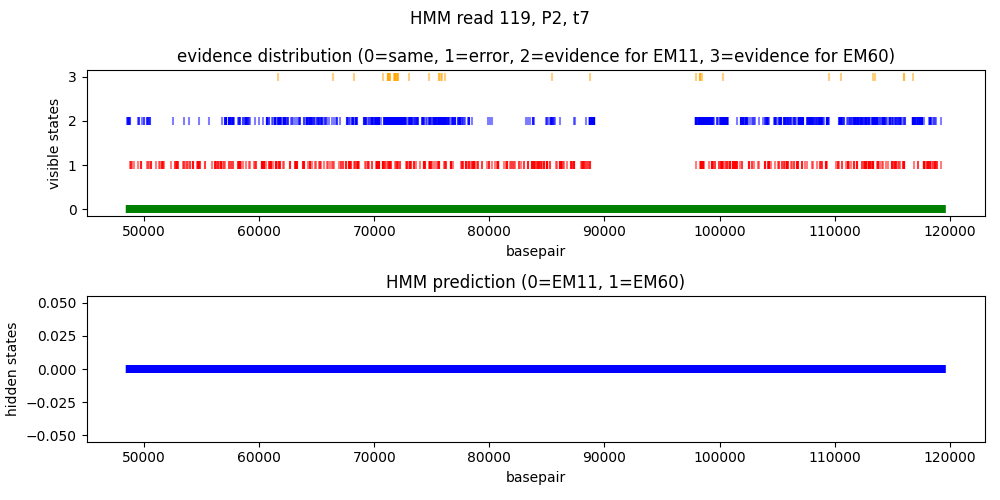 HMM read 119, P2, t7
evidence distribution (0=same, 1=error, 2=evidence for EM11, 3=evidence for EM60)
visible states
3
2
1
0
50000 60000 70000 80000 90000 100000 110000 120000
basepair
HMM prediction (0=EM11, 1=EM60)
hidden states
0.050
0.025
0.000
−0.025
−0.050
50000 60000 70000 80000 90000 100000 110000 120000
basepair